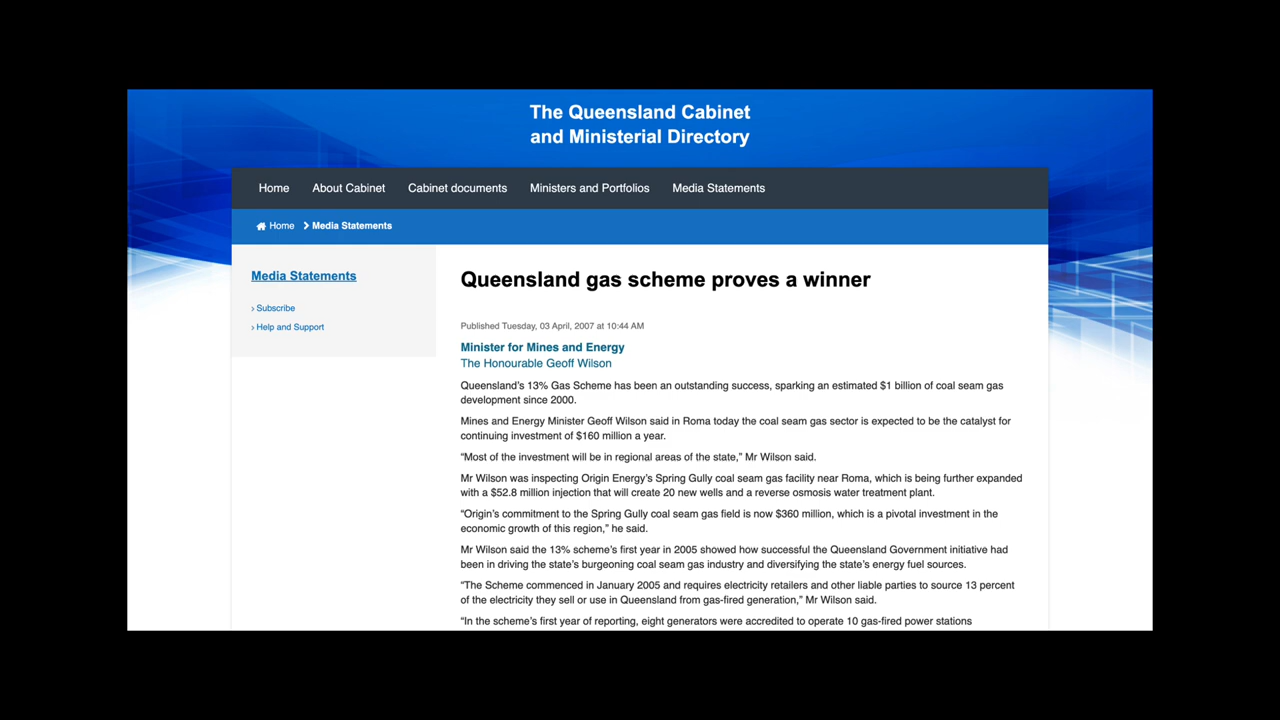 The Queensland Cabinet
and Ministerial Directory
Home About Cabinet Cabinet documents Ministers and Portfolios Media Statements
Home Media Statements
Media Statements
› Subscribe
› Help and Support
Queensland gas scheme proves a winner
Published Tuesday, 03 April, 2007 at 10:44 AM
Minister for Mines and Energy
The Honourable Geoff Wilson
Queensland’s 13% Gas Scheme has been an outstanding success, sparking an estimated $1 billion of coal seam gas
development since 2000.
Mines and Energy Minister Geoff Wilson said in Roma today the coal seam gas sector is expected to be the catalyst for
continuing investment of $160 million a year.
“Most of the investment will be in regional areas of the state,” Mr Wilson said.
Mr Wilson was inspecting Origin Energy’s Spring Gully coal seam gas facility near Roma, which is being further expanded
with a $52.8 million injection that will create 20 new wells and a reverse osmosis water treatment plant.
“Origin’s commitment to the Spring Gully coal seam gas field is now $360 million, which is a pivotal investment in the
economic growth of this region,” he said.
Mr Wilson said the 13% scheme’s first year in 2005 showed how successful the Queensland Government initiative had
been in driving the state’s burgeoning coal seam gas industry and diversifying the state’s energy fuel sources.
“The Scheme commenced in January 2005 and requires electricity retailers and other liable parties to source 13 percent
of the electricity they sell or use in Queensland from gas-fired generation,” Mr Wilson said.
“In the scheme’s first year of reporting, eight generators were accredited to operate 10 gas-fired power stations